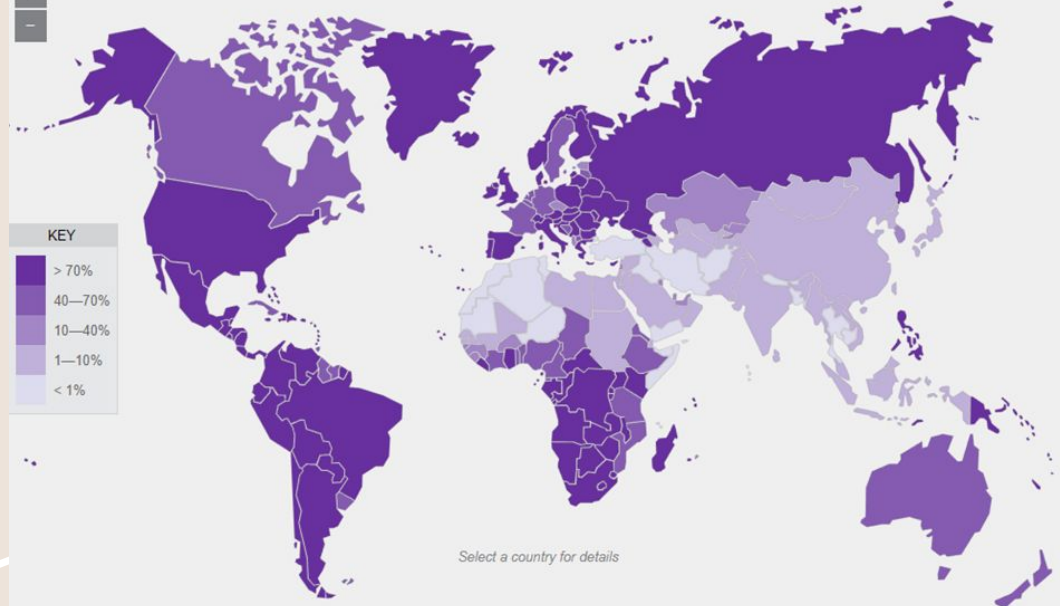 KEY
> 70%
40—70%
10—40%
1—10%
< 1%
Select a country for details